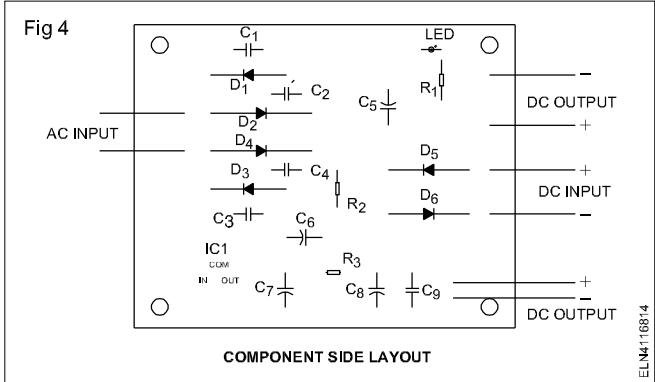 Fig 4
C1
LED
D1
R1
–
C2
C5
DC OUTPUT
D2
+
AC INPUT
D4
D5
+
C4
D3
DC INPUT
R2
D6
C3
–
C6
IC1
COM
R3
IN OUT
+
C7
C8
C9
–
DC OUTPUT
COMPONENT SIDE LAYOUT
ELN4116814